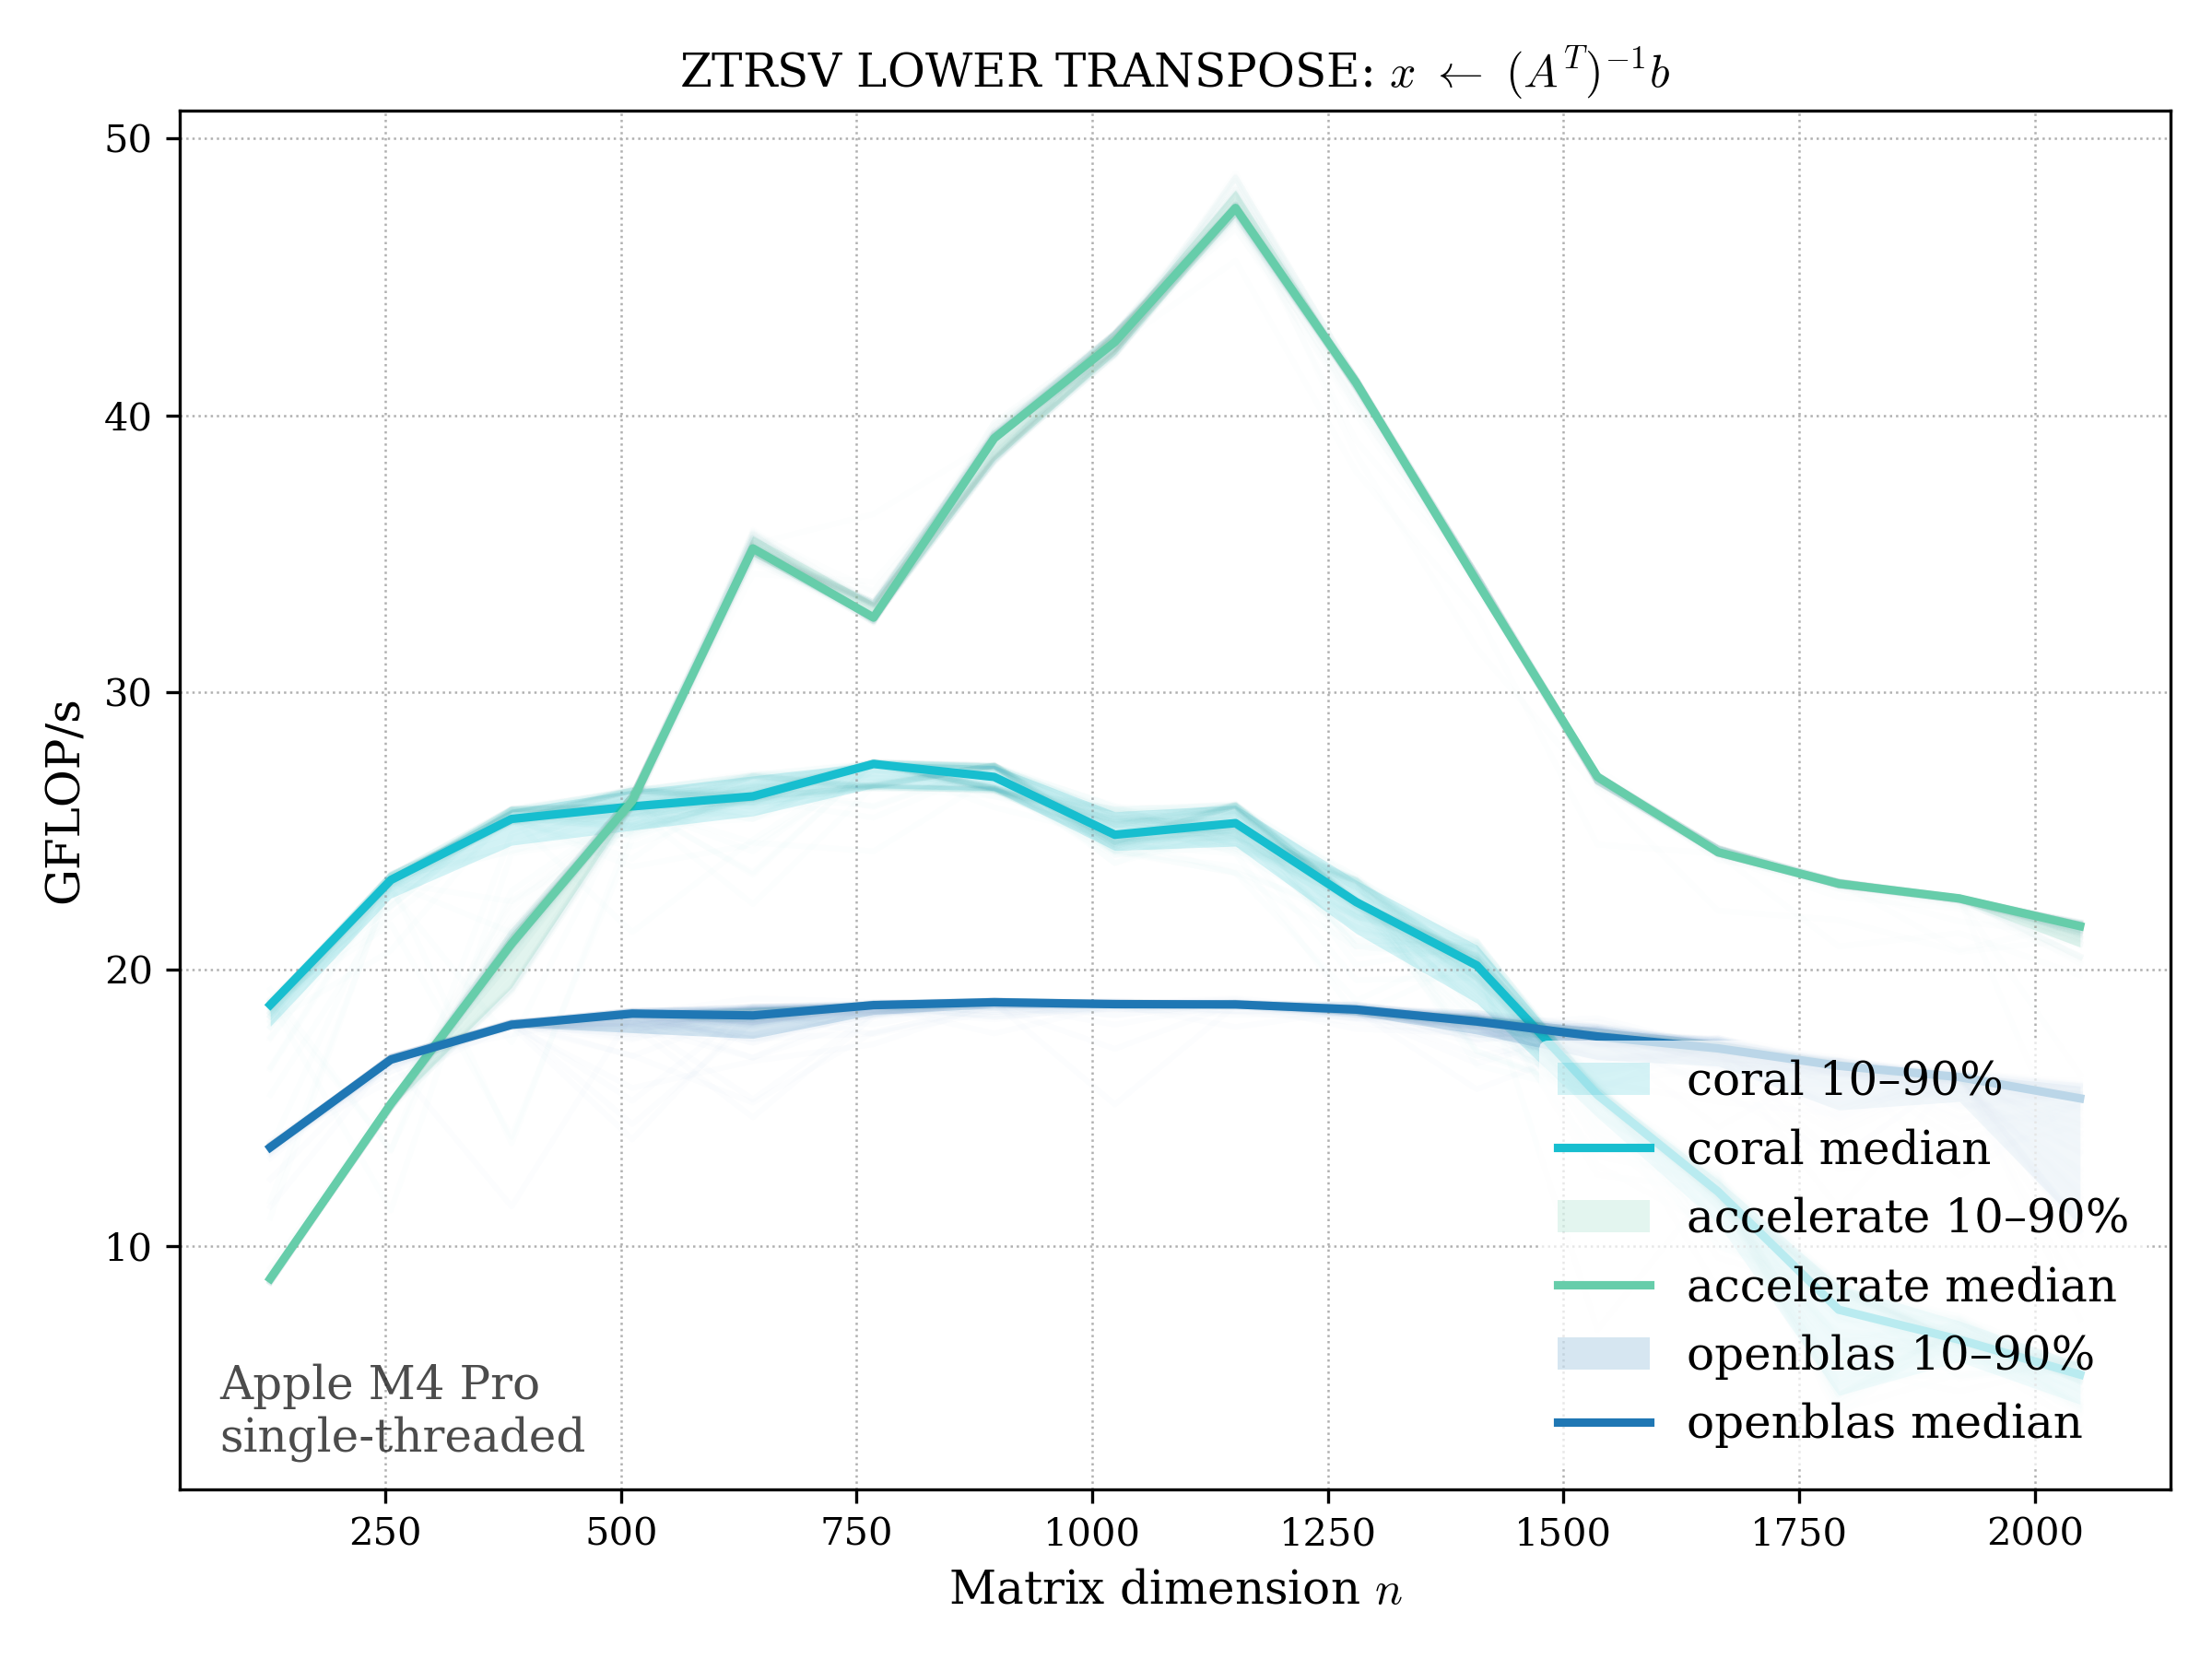 ZTRSV LOWER TRANSPOSE: $x \leftarrow (A^T)^{-1}b$
50
40
30
20
10
GFLOP/s
coral 10–90%
coral median
accelerate 10–90%
accelerate median
openblas 10–90%
openblas median
Apple M4 Pro
single-threaded
250 500 750 1000 1250 1500 1750 2000
Matrix dimension $n$